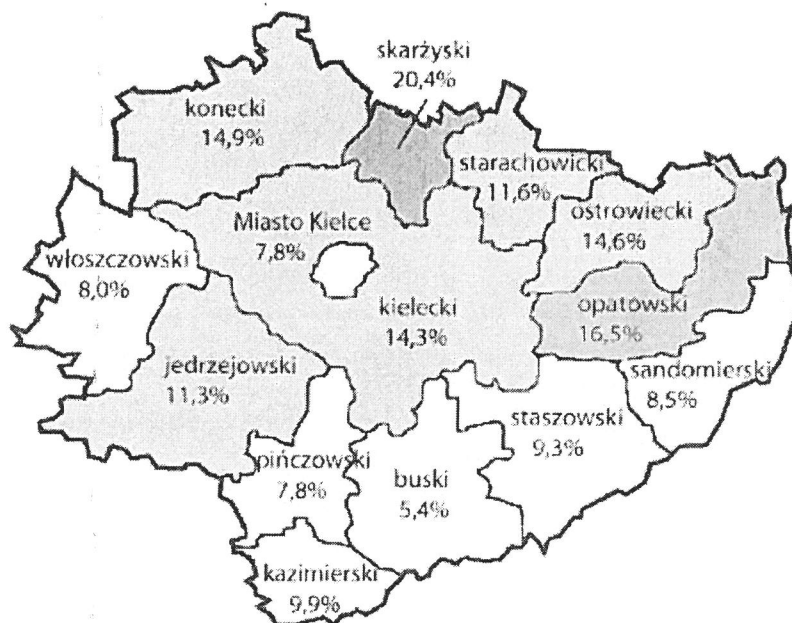 skarżyski
20,4%
konecki
14,9%
starachowicki
11,6%
ostrowiecki
14,6%
Miasto Kielce
7,8%
włoszczowski
8,0%
kielecki
14,3%
opatowski
16,5%
jedrzejowski
11,3%
sandomierski
8,5%
staszowski
9,3%
pińczowski
7,8%
buski
5,4%
kazimierski
9,9%